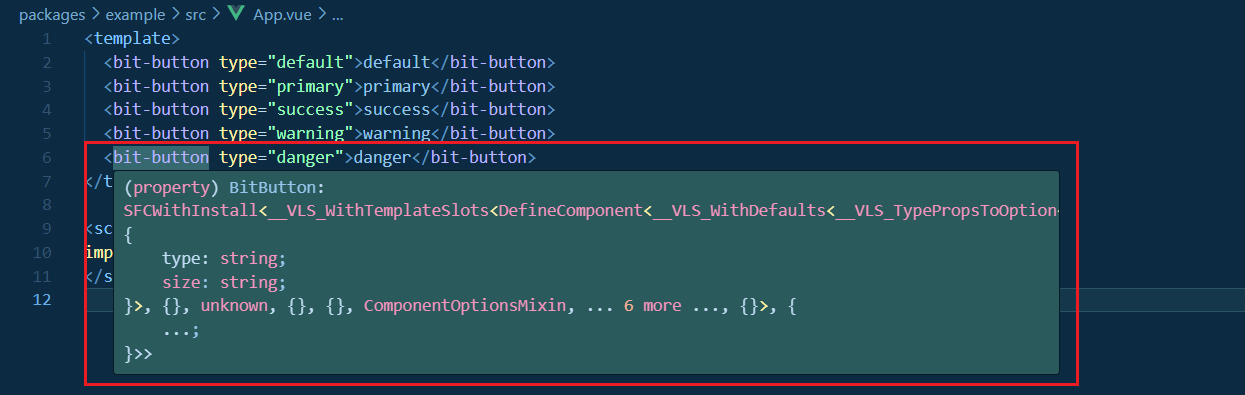 packages > example > src > App.vue > ...
1 <template>
2 <bit-button type="default">default</bit-button>
3 <bit-button type="primary">primary</bit-button>
4 <bit-button type="success">success</bit-button>
5 <bit-button type="warning">warning</bit-button>
6 <bit-button type="danger">danger</bit-button>
7 </t
(property) BitButton:
8
SFCWithInstall<__VLS_WithTemplateSlots<DefineComponent<__VLS_WithDefaults<__VLS_TypePropsToOption<
9 <sc
{
10 imp
type: string;
11 </s
size: string;
12
}>, {}, unknown, {}, {}, ComponentOptionsMixin, ... 6 more ..., {}>, {
...;
}>>